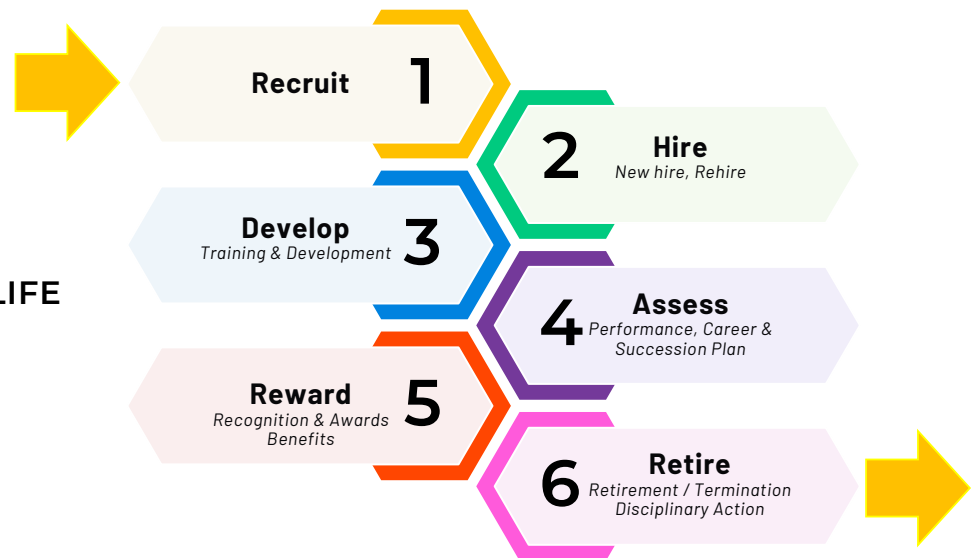 Recruit
1
2
Hire
New hire, Rehire
Develop
Training & Development
3
LIFE
4
Assess
Performance, Career &
Succession Plan
Reward
Recognition & Awards
Benefits
5
6
Retire
Retirement / Termination
Disciplinary Action